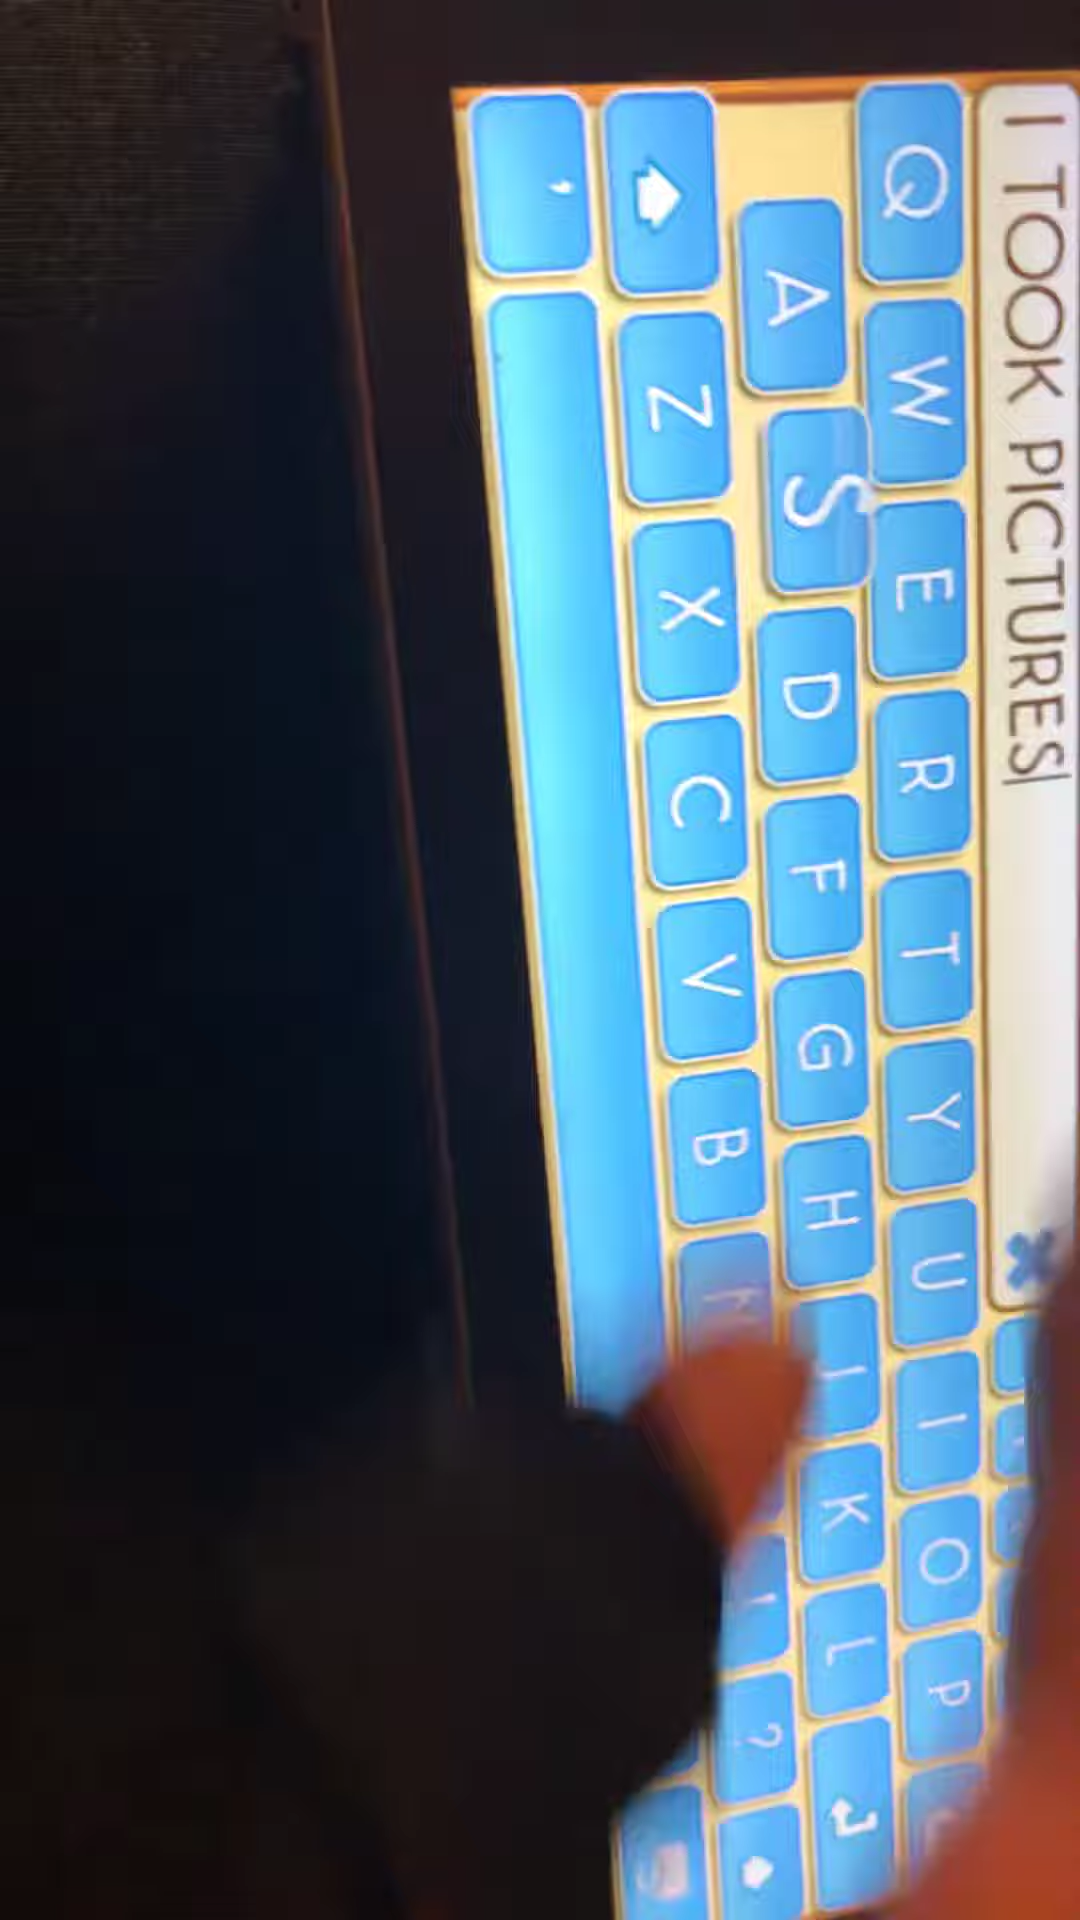 I TOOK PICTURES
Q W E R T Y U I O P
A S D F G H J K L
Z X C V B ! ?
,